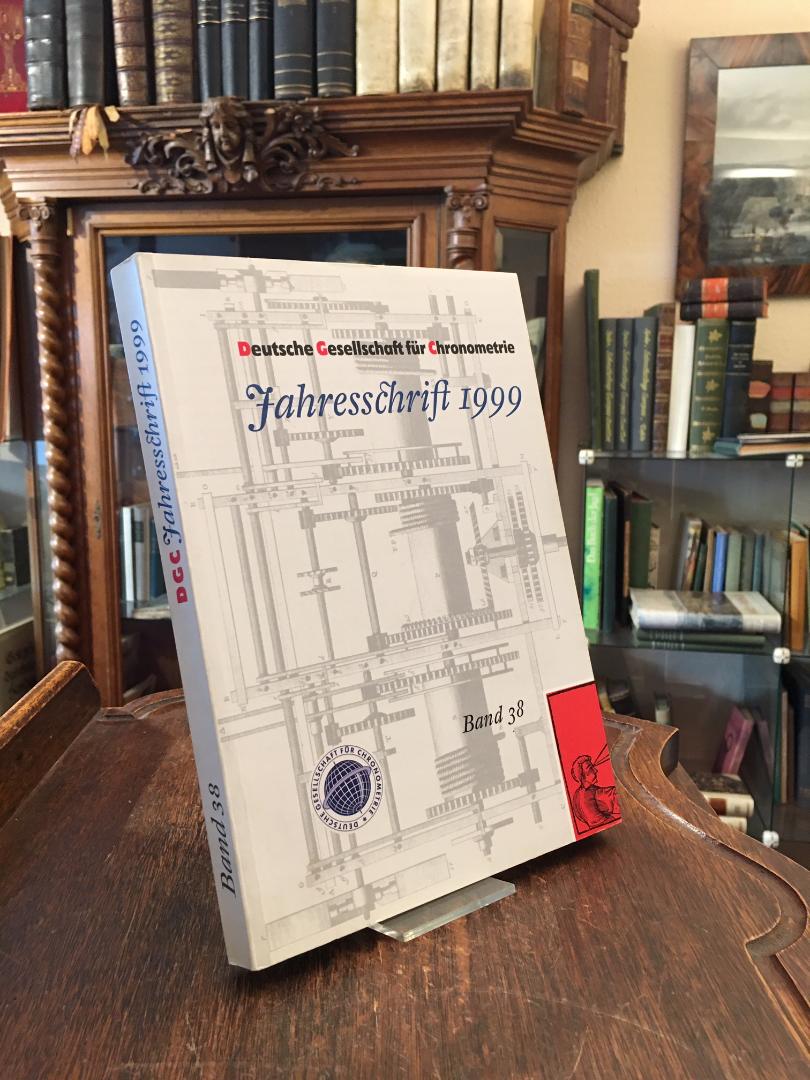 Deutsche Gesellschaft für Chronometrie
Jahresschrift 1999
Band 38
DEUTSCHE GESELLSCHAFT FÜR CHRONOMETRIE
DGC Jahresschrift 1999
Band 38